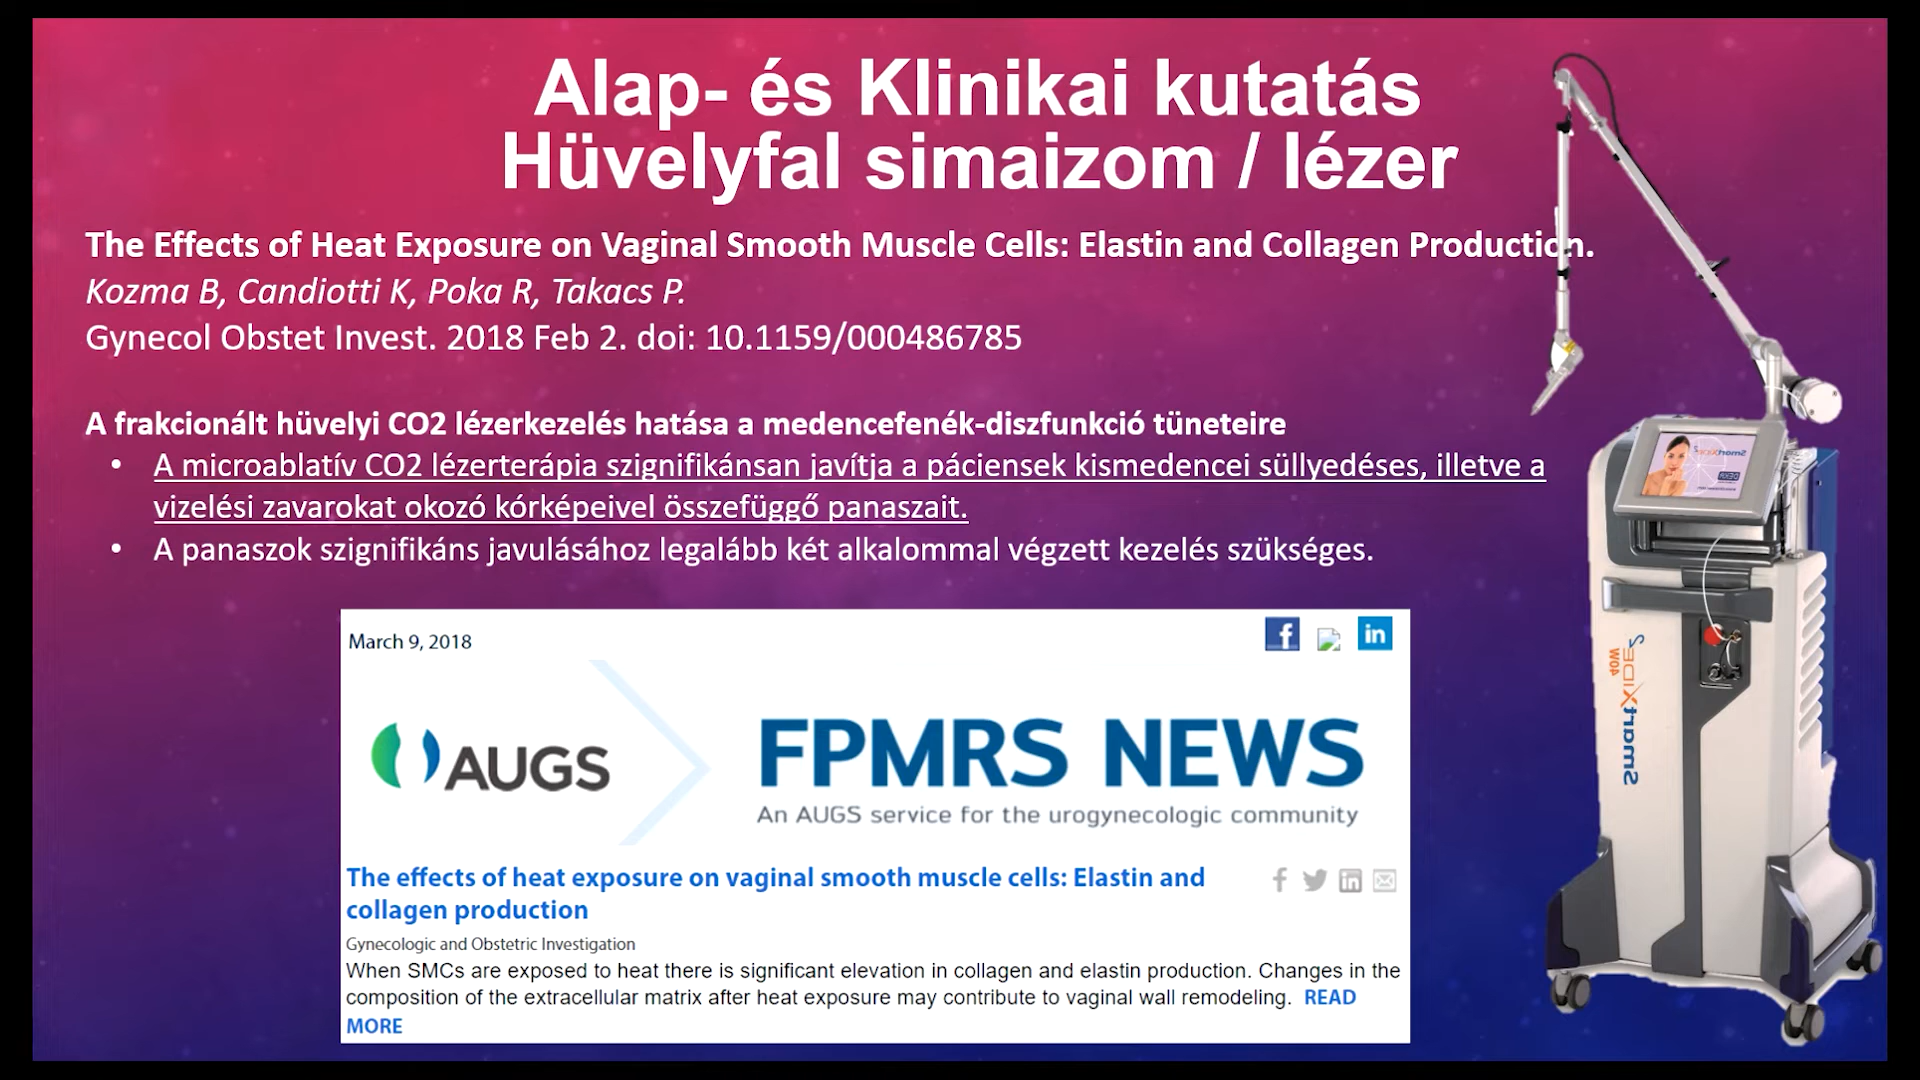 Alap- és Klinikai kutatás
Hüvelyfal simaizom / lézer
The Effects of Heat Exposure on Vaginal Smooth Muscle Cells: Elastin and Collagen Production.
Kozma B, Candiotti K, Poka R, Takacs P.
Gynecol Obstet Invest. 2018 Feb 2. doi: 10.1159/000486785
A frakcionált hüvelyi CO2 lézerkezelés hatása a medencefenék-diszfunkció tüneteire
• A microablatív CO2 lézerterápia szignifikánsan javítja a páciensek kismedencei süllyedéses, illetve a
vizelési zavarokat okozó kórképeivel összefüggő panaszait.
• A panaszok szignifikáns javulásához legalább két alkalommal végzett kezelés szükséges.
March 9, 2018
AUGS
FPMRS NEWS
An AUGS service for the urogynecologic community
The effects of heat exposure on vaginal smooth muscle cells: Elastin and
collagen production
Gynecologic and Obstetric Investigation
When SMCs are exposed to heat there is significant elevation in collagen and elastin production. Changes in the
composition of the extracellular matrix after heat exposure may contribute to vaginal wall remodeling. READ
MORE
SmartXIDE2
40W